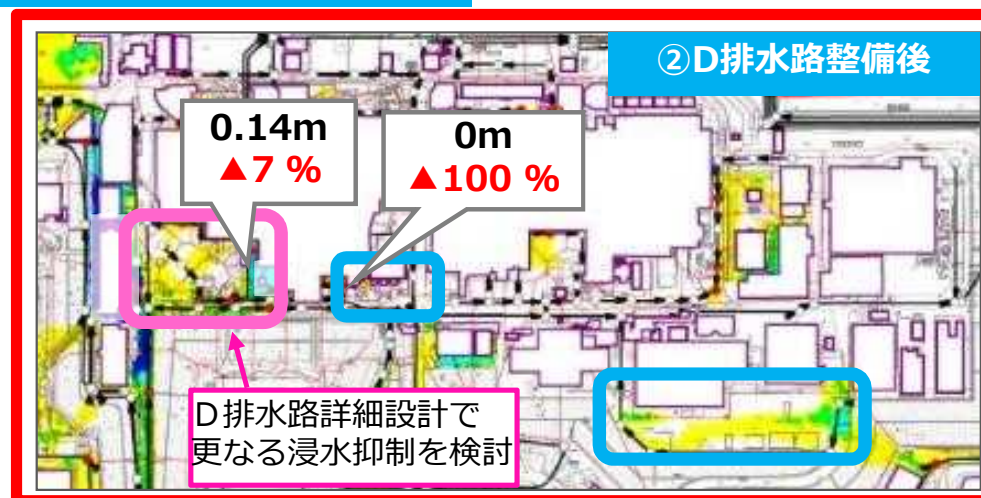 ②D排水路整備後
0.14m
▲7 %
0m
▲100 %
Ｄ排水路詳細設計で
更なる浸水抑制を検討